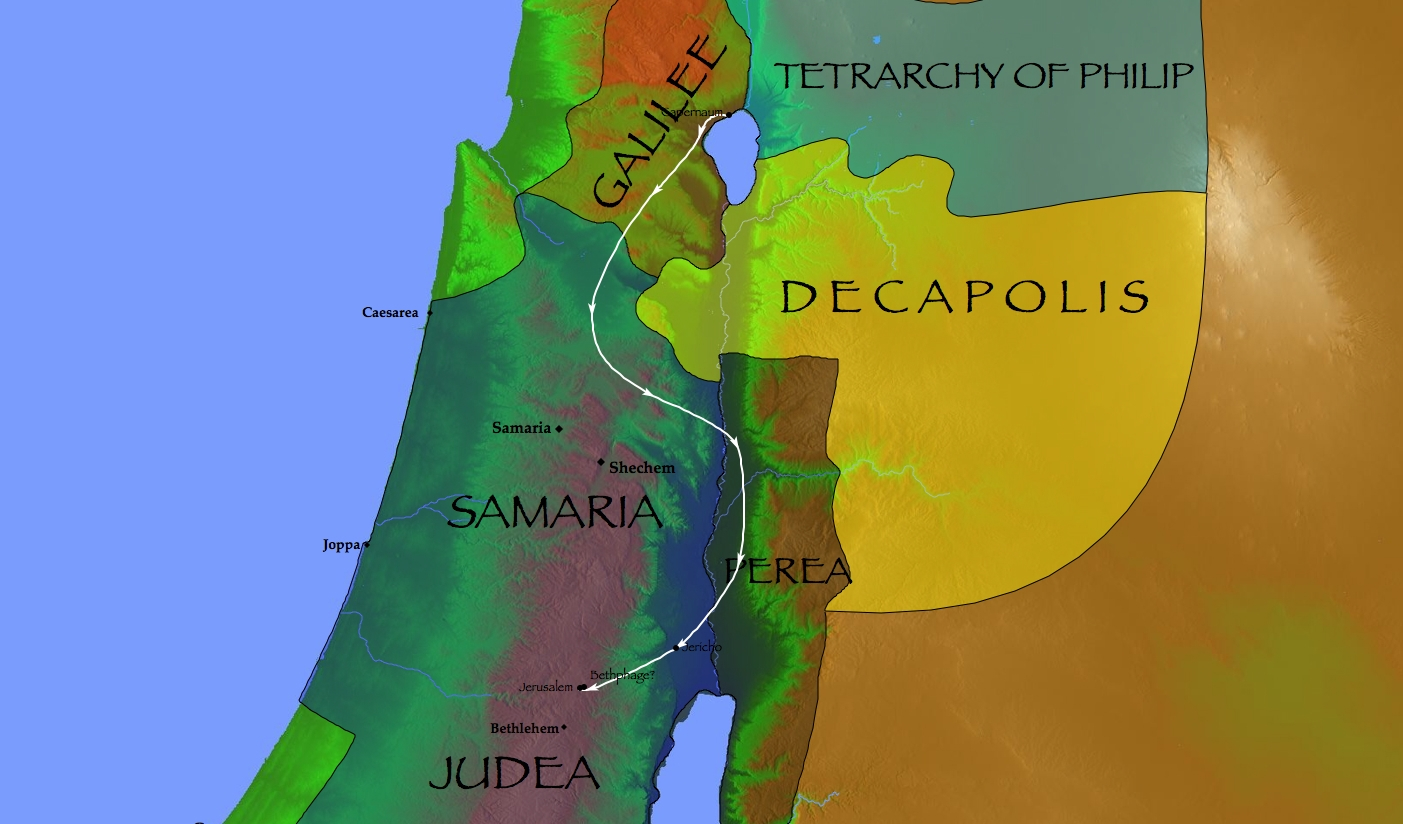 TETRARCHY OF PHILIP
GALILEE
Capernaum
DECAPOLIS
Caesarea
Samaria
Shechem
SAMARIA
Joppa
PEREA
Jericho
Bethphage?
Jerusalem
Bethlehem
JUDEA